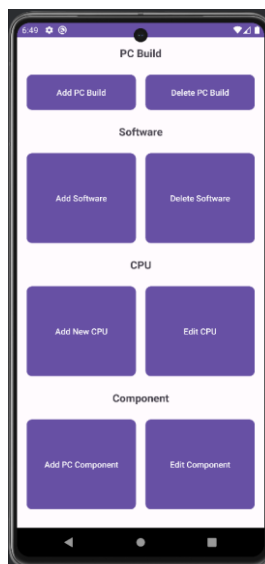 6:49
PC Build
Add PC Build Delete PC Build
Software
Add Software Delete Software
CPU
Add New CPU Edit CPU
Component
Add PC Component Edit Component